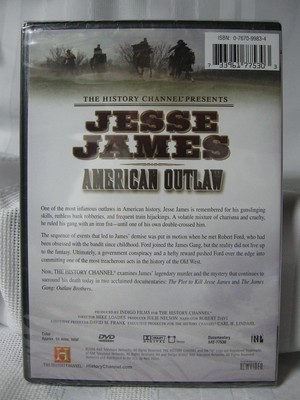 ISBN 0-7670-9983-4
THE HISTORY CHANNEL PRESENTS
JESSE
JAMES
AMERICAN OUTLAW
One of the most infamous outlaws in American history, Jesse James is remembered for his gunslinging
skills, ruthless bank robberies, and frequent train hijackings. A volatile mixture of charisma and cruelty,
he ruled his gang with an iron fist—until one of his own double-crossed him.
The sequence of events that led to James' demise was put in motion when he met Robert Ford, who had
been obsessed with the bandit since childhood. Ford joined the James Gang, but the reality did not live up
to the fantasy. Ultimately, a government conspiracy and a hefty reward pushed Ford over the edge into
committing one of the most treacherous acts in the history of the Old West.
Now, THE HISTORY CHANNEL examines James' legendary murder and the mystery that continues to
surround his death today in two acclaimed documentaries: The Plot to Kill Jesse James and The James
Gang: Outlaw Brothers.
H
DVD
NEWVIDEO